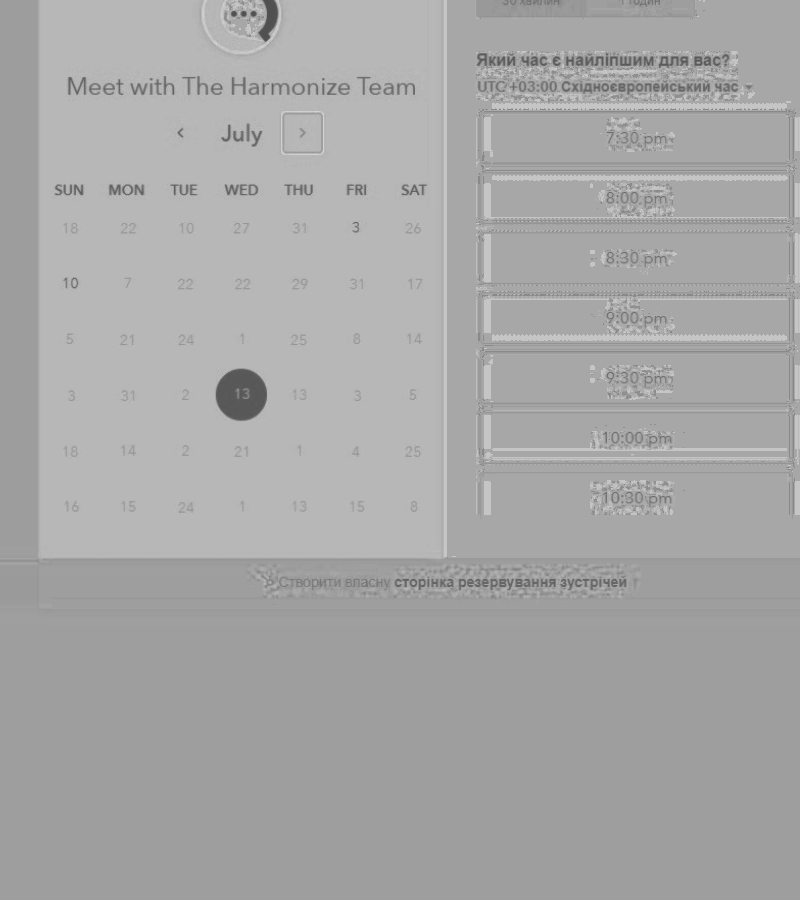 30 хвилин 1 годин
Meet with The Harmonize Team
July
SUN MON TUE WED THU FRI SAT
18 22 10 27 31 3 26
10 7 22 22 29 31 17
5 21 24 1 25 8 14
3 31 2 13 13 3 5
18 14 2 21 1 4 25
16 15 24 1 13 15 8
Який час є найліпшим для вас?
UTC +03:00 Східноєвропейський час
7:30 pm
8:00 pm
8:30 pm
9:00 pm
9:30 pm
10:00 pm
10:30 pm
Створити власну сторінка резервування зустрічей